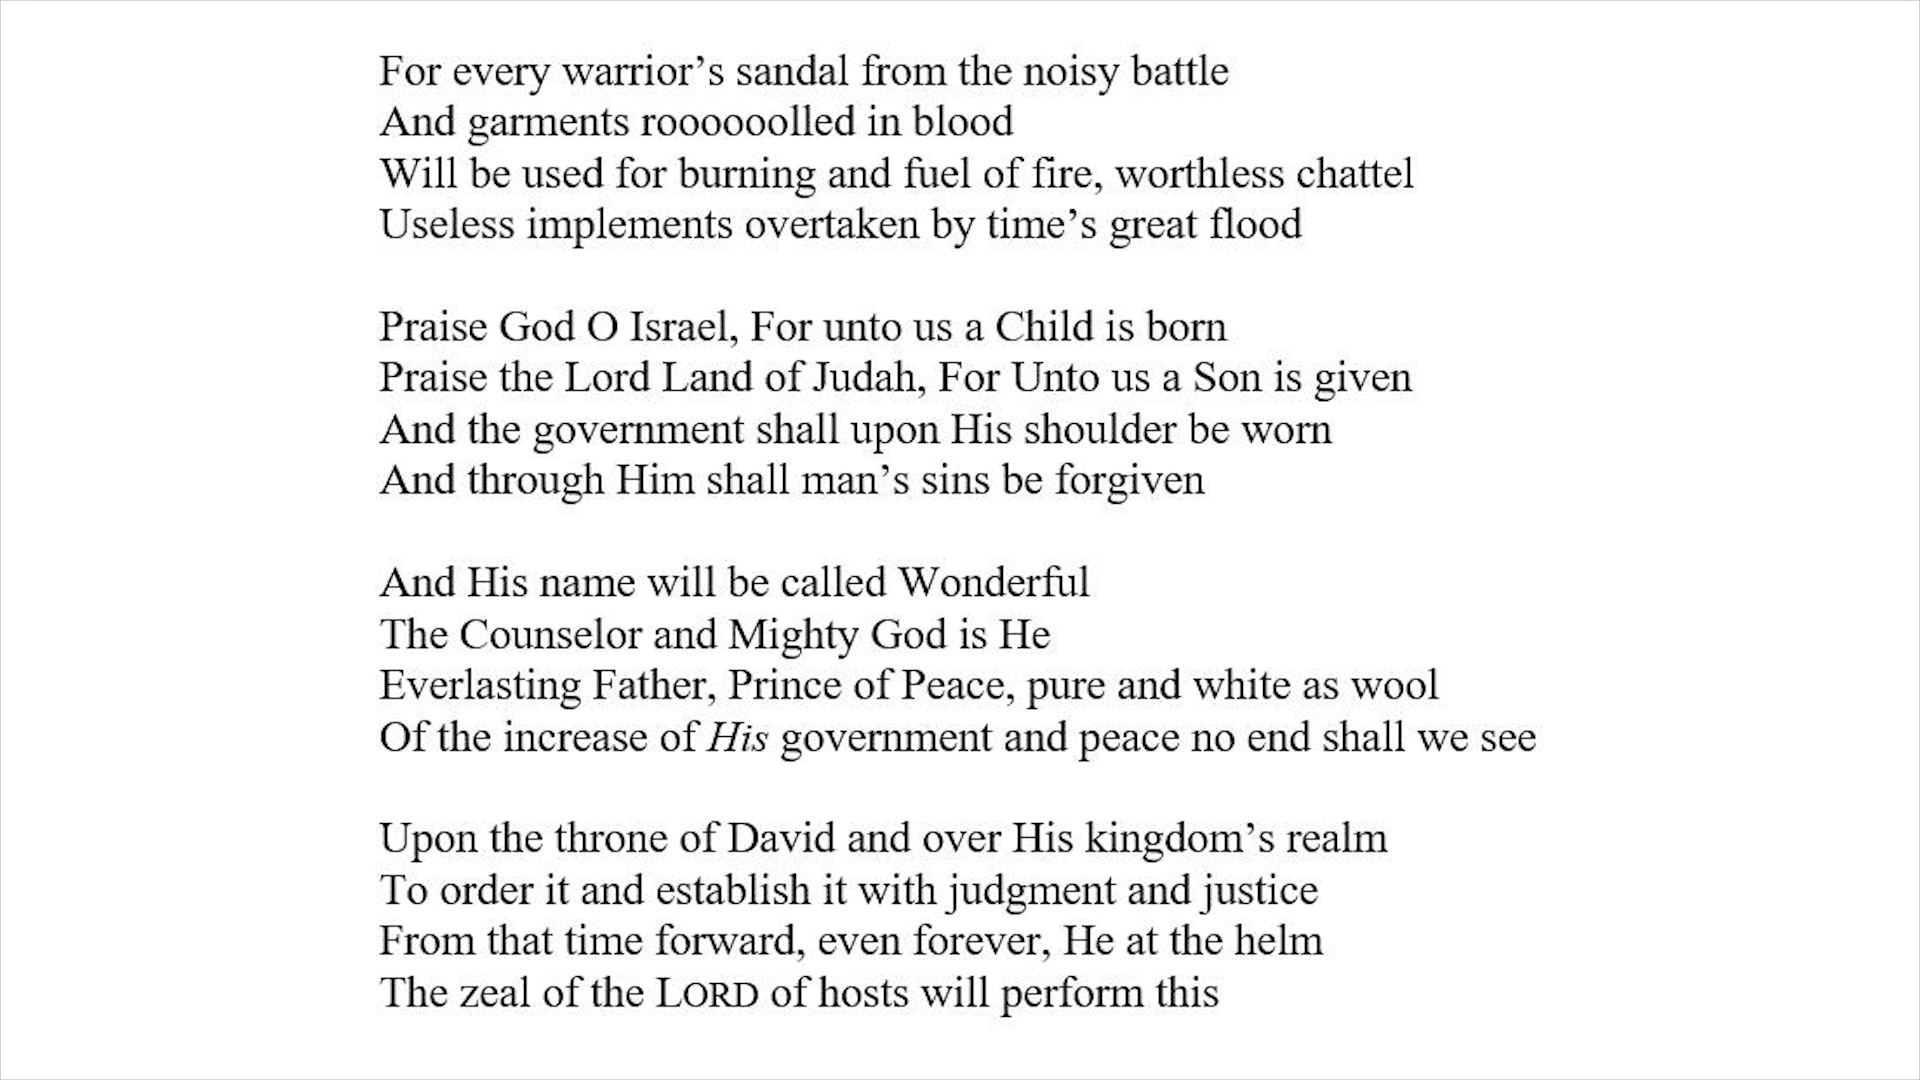 For every warrior’s sandal from the noisy battle
And garments roooooolled in blood
Will be used for burning and fuel of fire, worthless chattel
Useless implements overtaken by time’s great flood
Praise God O Israel, For unto us a Child is born
Praise the Lord Land of Judah, For Unto us a Son is given
And the government shall upon His shoulder be worn
And through Him shall man’s sins be forgiven
And His name will be called Wonderful
The Counselor and Mighty God is He
Everlasting Father, Prince of Peace, pure and white as wool
Of the increase of His government and peace no end shall we see
Upon the throne of David and over His kingdom’s realm
To order it and establish it with judgment and justice
From that time forward, even forever, He at the helm
The zeal of the LORD of hosts will perform this